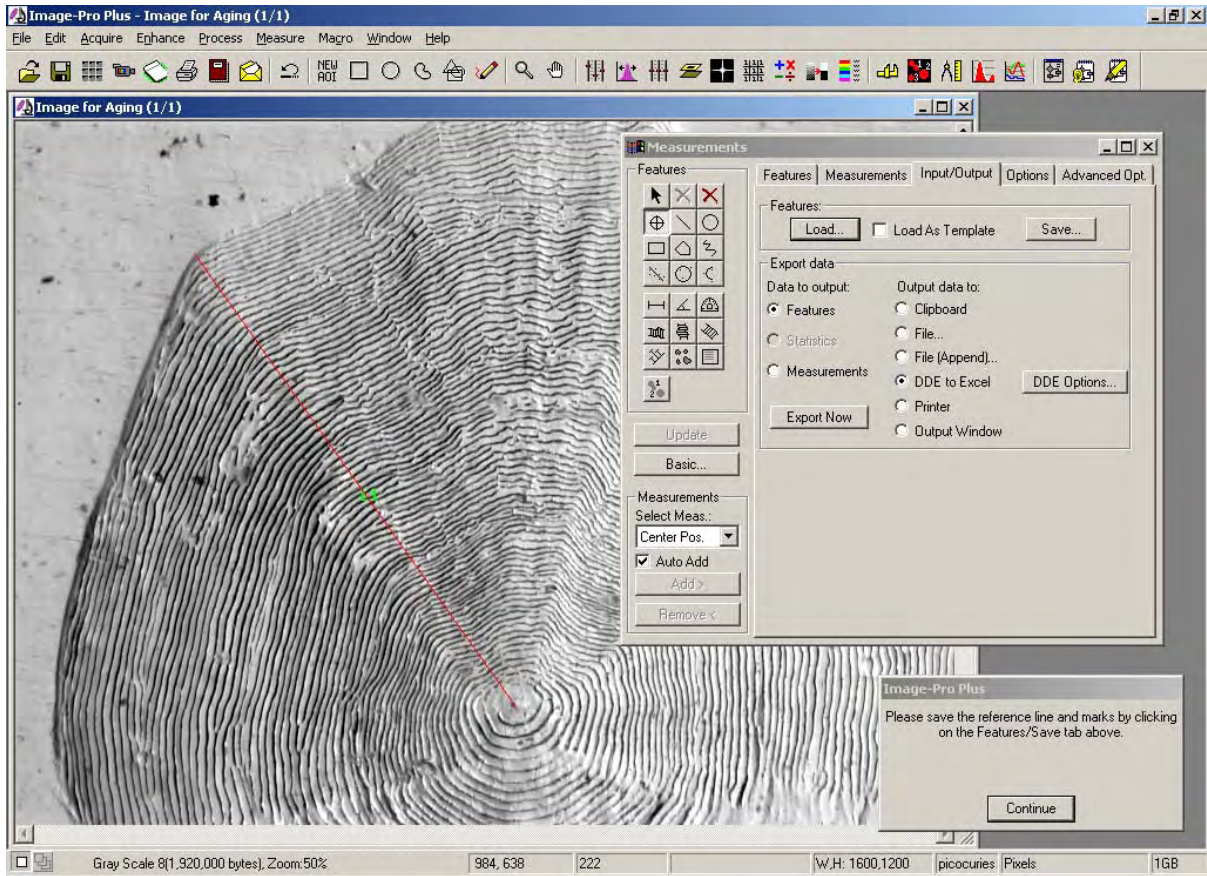 Image-Pro Plus - Image for Aging (1/1)
File Edit Acquire Enhance Process Measure Macro Window Help
NEW
AOI
Image for Aging (1/1)
Measurements
Features
Features Measurements Input/Output Options Advanced Opt.
Features:
Load... Load As Template Save...
Export data
Data to output: Output data to:
Features Clipboard
Statistics File...
File (Append)...
Measurements
DDE to Excel DDE Options...
Export Now Printer
Output Window
Update
Basic...
Measurements
Select Meas.:
Center Pos.
Auto Add
Add >
Remove <
Image-Pro Plus
Please save the reference line and marks by clicking
on the Features/Save tab above.
Continue
Gray Scale 8(1,920,000 bytes), Zoom:50% 984, 638 222 W,H: 1600,1200 picocuries Pixels 1GB